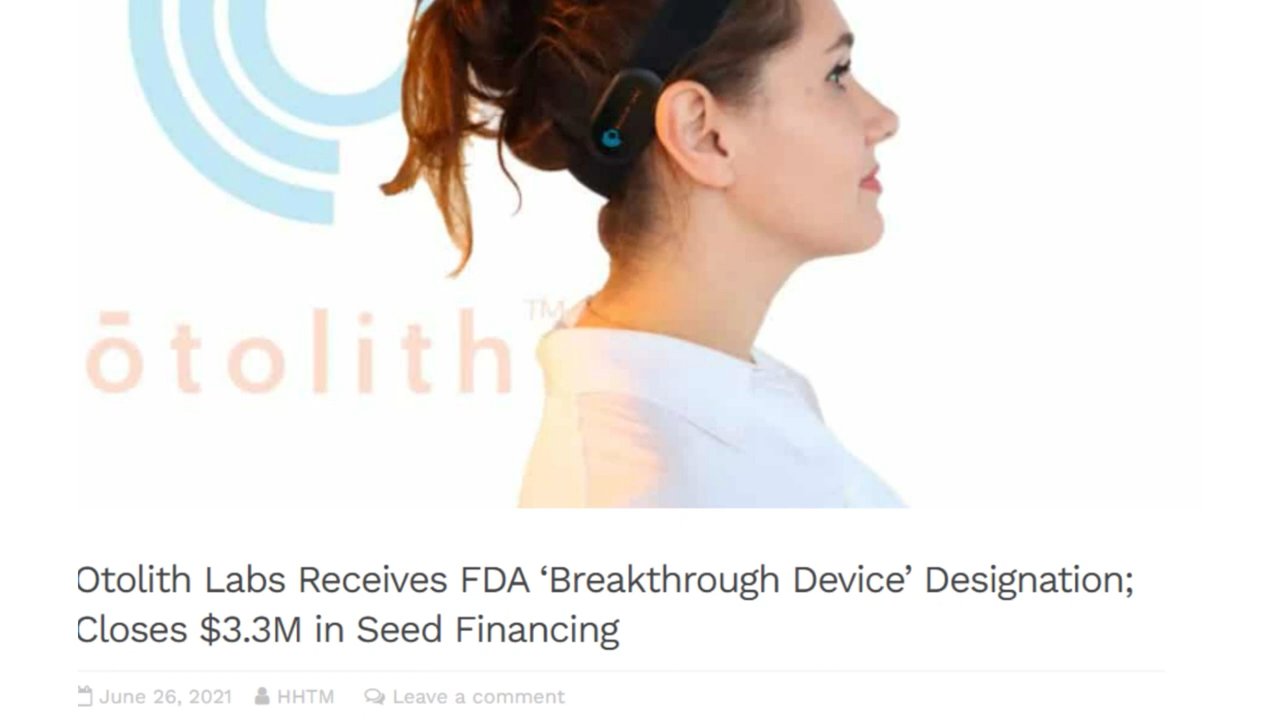 ōtolith™
Otolith Labs Receives FDA ‘Breakthrough Device’ Designation;
Closes $3.3M in Seed Financing
June 26, 2021 HHTM Leave a comment